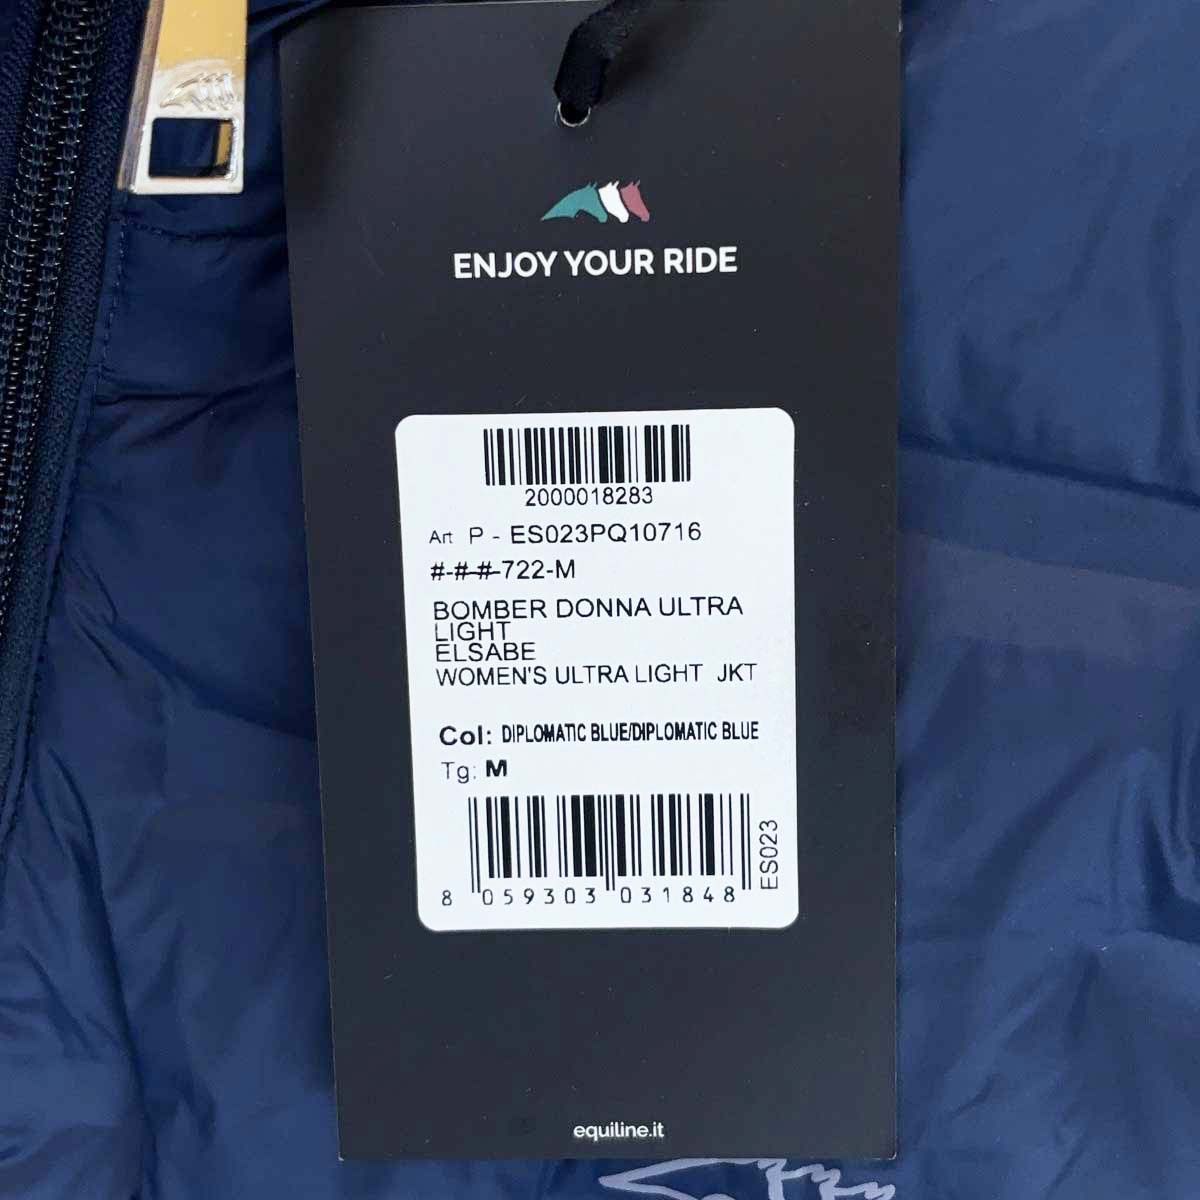 ENJOY YOUR RIDE
2000018283
Art P - ES023PQ10716
#-#-#-722-M
BOMBER DONNA ULTRA
LIGHT
ELSABE
WOMEN'S ULTRA LIGHT JKT
Col: DIPLOMATIC BLUE/DIPLOMATIC BLUE
Tg: M
8 059303 031848
ES023
equiline.it